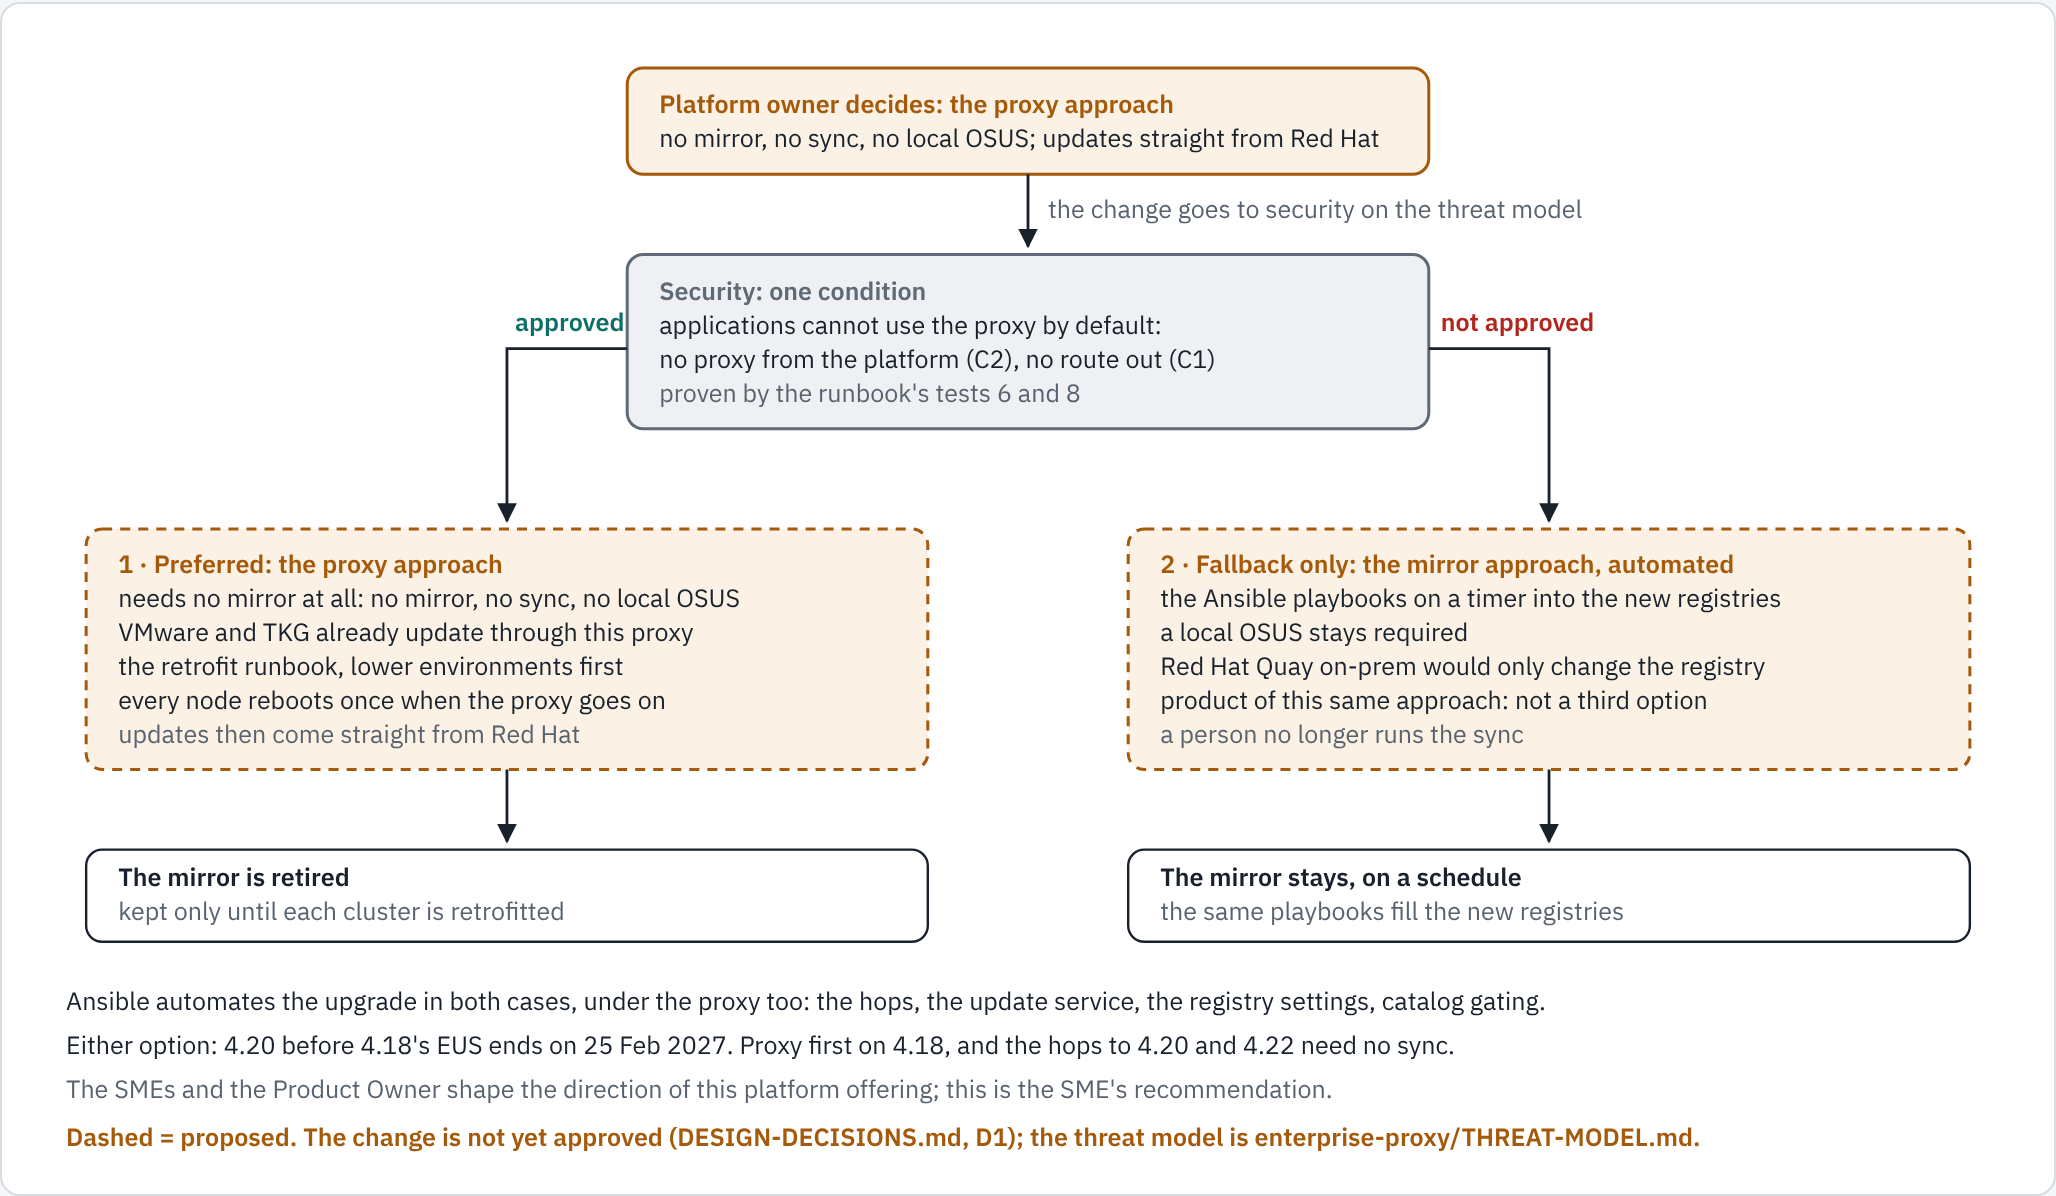 Platform owner decides: the proxy approach
no mirror, no sync, no local OSUS; updates straight from Red Hat
the change goes to security on the threat model
Security: one condition
applications cannot use the proxy by default:
no proxy from the platform (C2), no route out (C1)
proven by the runbook's tests 6 and 8
approved
not approved
1 · Preferred: the proxy approach
needs no mirror at all: no mirror, no sync, no local OSUS
VMware and TKG already update through this proxy
the retrofit runbook, lower environments first
every node reboots once when the proxy goes on
updates then come straight from Red Hat
2 · Fallback only: the mirror approach, automated
the Ansible playbooks on a timer into the new registries
a local OSUS stays required
Red Hat Quay on-prem would only change the registry
product of this same approach: not a third option
a person no longer runs the sync
The mirror is retired
kept only until each cluster is retrofitted
The mirror stays, on a schedule
the same playbooks fill the new registries
Ansible automates the upgrade in both cases, under the proxy too: the hops, the update service, the registry settings, catalog gating.
Either option: 4.20 before 4.18's EUS ends on 25 Feb 2027. Proxy first on 4.18, and the hops to 4.20 and 4.22 need no sync.
The SMEs and the Product Owner shape the direction of this platform offering; this is the SME's recommendation.
Dashed = proposed. The change is not yet approved (DESIGN-DECISIONS.md, D1); the threat model is enterprise-proxy/THREAT-MODEL.md.